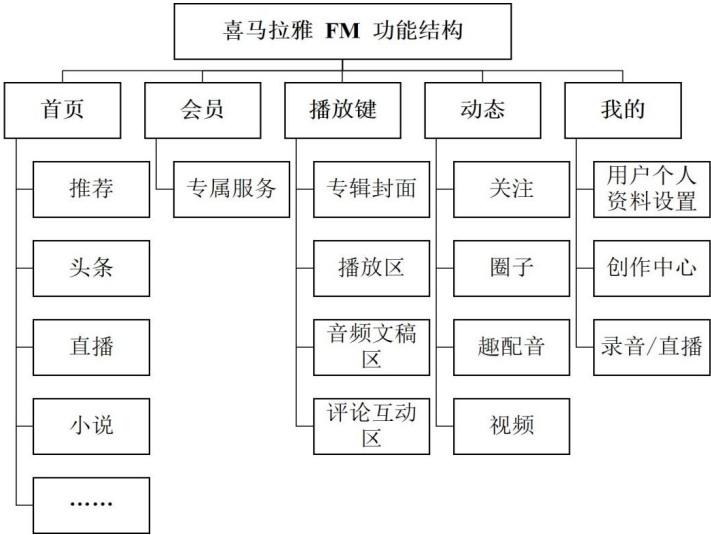 喜马拉雅 FM 功能结构
首页
会员
播放键
动态
我的
推荐
专属服务
专辑封面
关注
用户个人
资料设置
头条
播放区
圈子
创作中心
直播
音频文稿
区
趣配音
录音/直播
小说
评论互动
区
视频
……